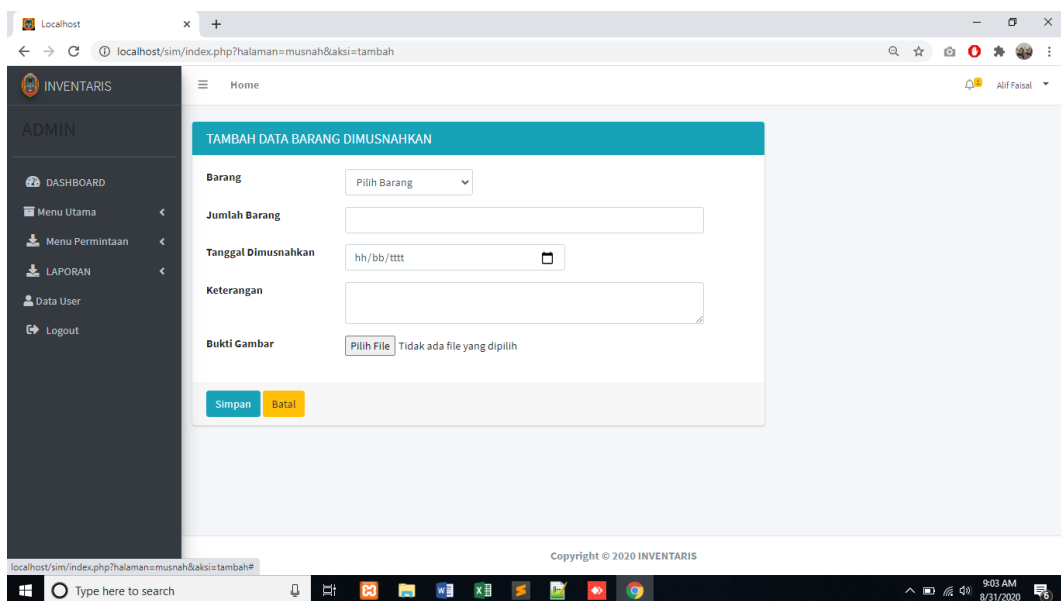 Localhost
localhost/sim/index.php?halaman=musnah&aksi=tambah
INVENTARIS
Home
1
Alif Faisal
ADMIN
TAMBAH DATA BARANG DIMUSNAHKAN
DASHBOARD
Menu Utama
Menu Permintaan
LAPORAN
Data User
Logout
Barang
Pilih Barang
Jumlah Barang
Tanggal Dimusnahkan
hh/bb/tttt
Keterangan
Bukti Gambar
Pilih File Tidak ada file yang dipilih
Simpan Batal
Copyright © 2020 INVENTARIS
localhost/sim/index.php?halaman=musnah&aksi=tambah#
Type here to search
9:03 AM
8/31/2020
6